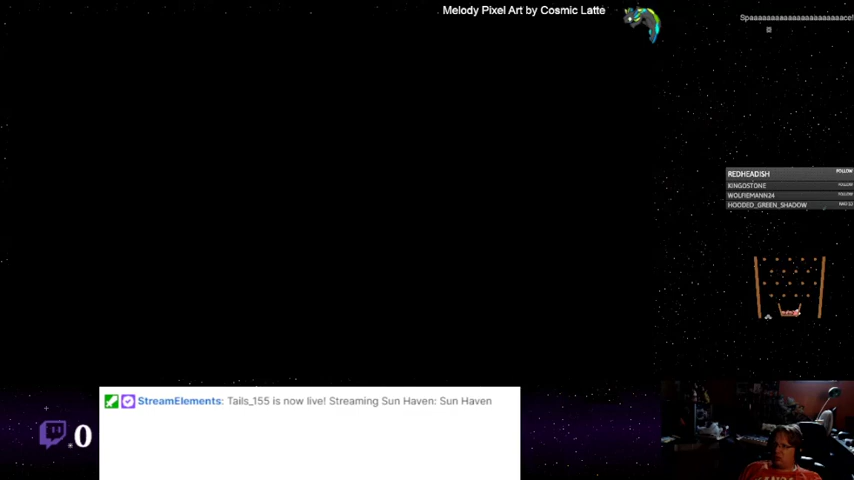 Melody Pixel Art by Cosmic Latte
Spaaaaaaaaaaaaaaaaaaaaace!
REDHEADISH FOLLOW
KINGOSTONE FOLLOW
WOLFIEMANN24 FOLLOW
HOODED_GREEN_SHADOW
StreamElements: Tails_155 is now live! Streaming Sun Haven: Sun Haven
.0